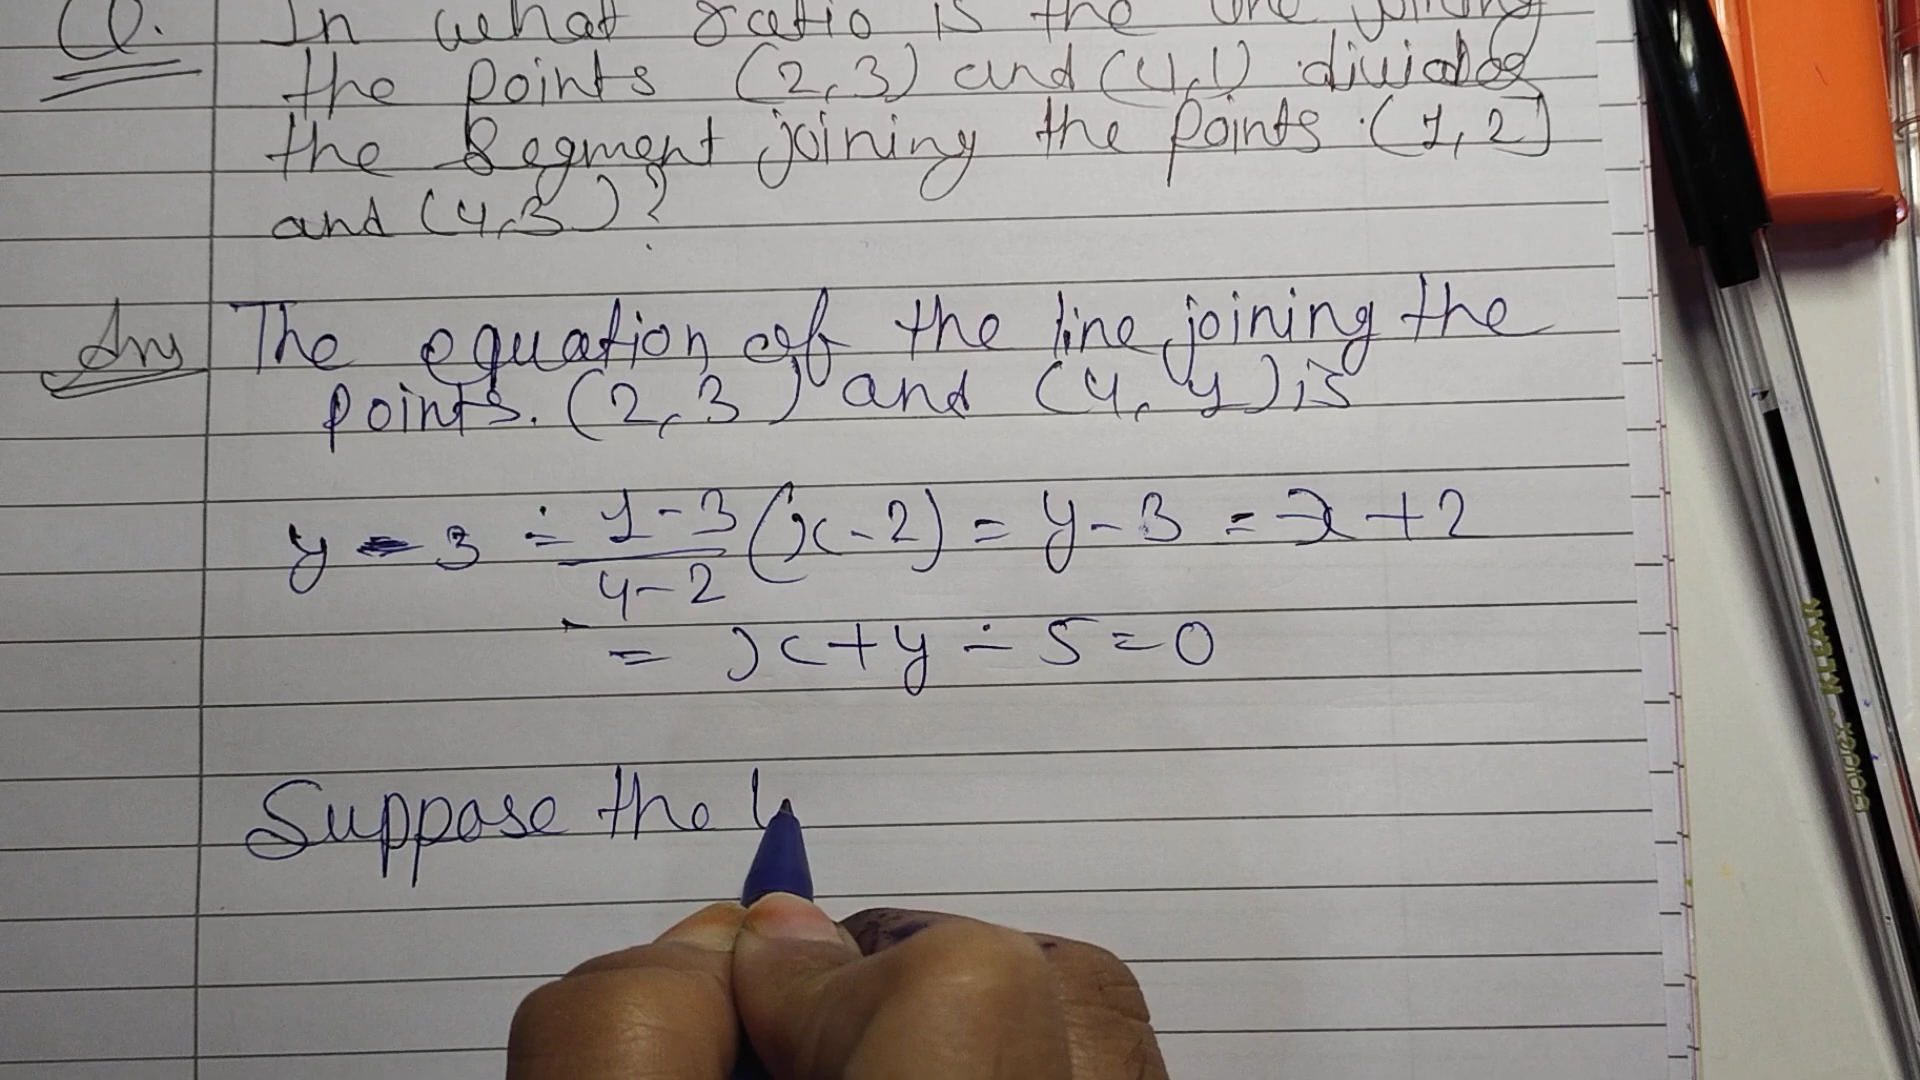 Q. In what ratio is the line joining
the points (2,3) and (4,1) divides
the segment joining the points (1,2)
and (4,3)?
Ans The equation of the line joining the
points. (2,3) and (4,1) is
y - 3 = 1-3/4-2 (x-2) = y-3 = -x+2
= x+y-5=0
Suppose the l
GOLDEX KLEAR